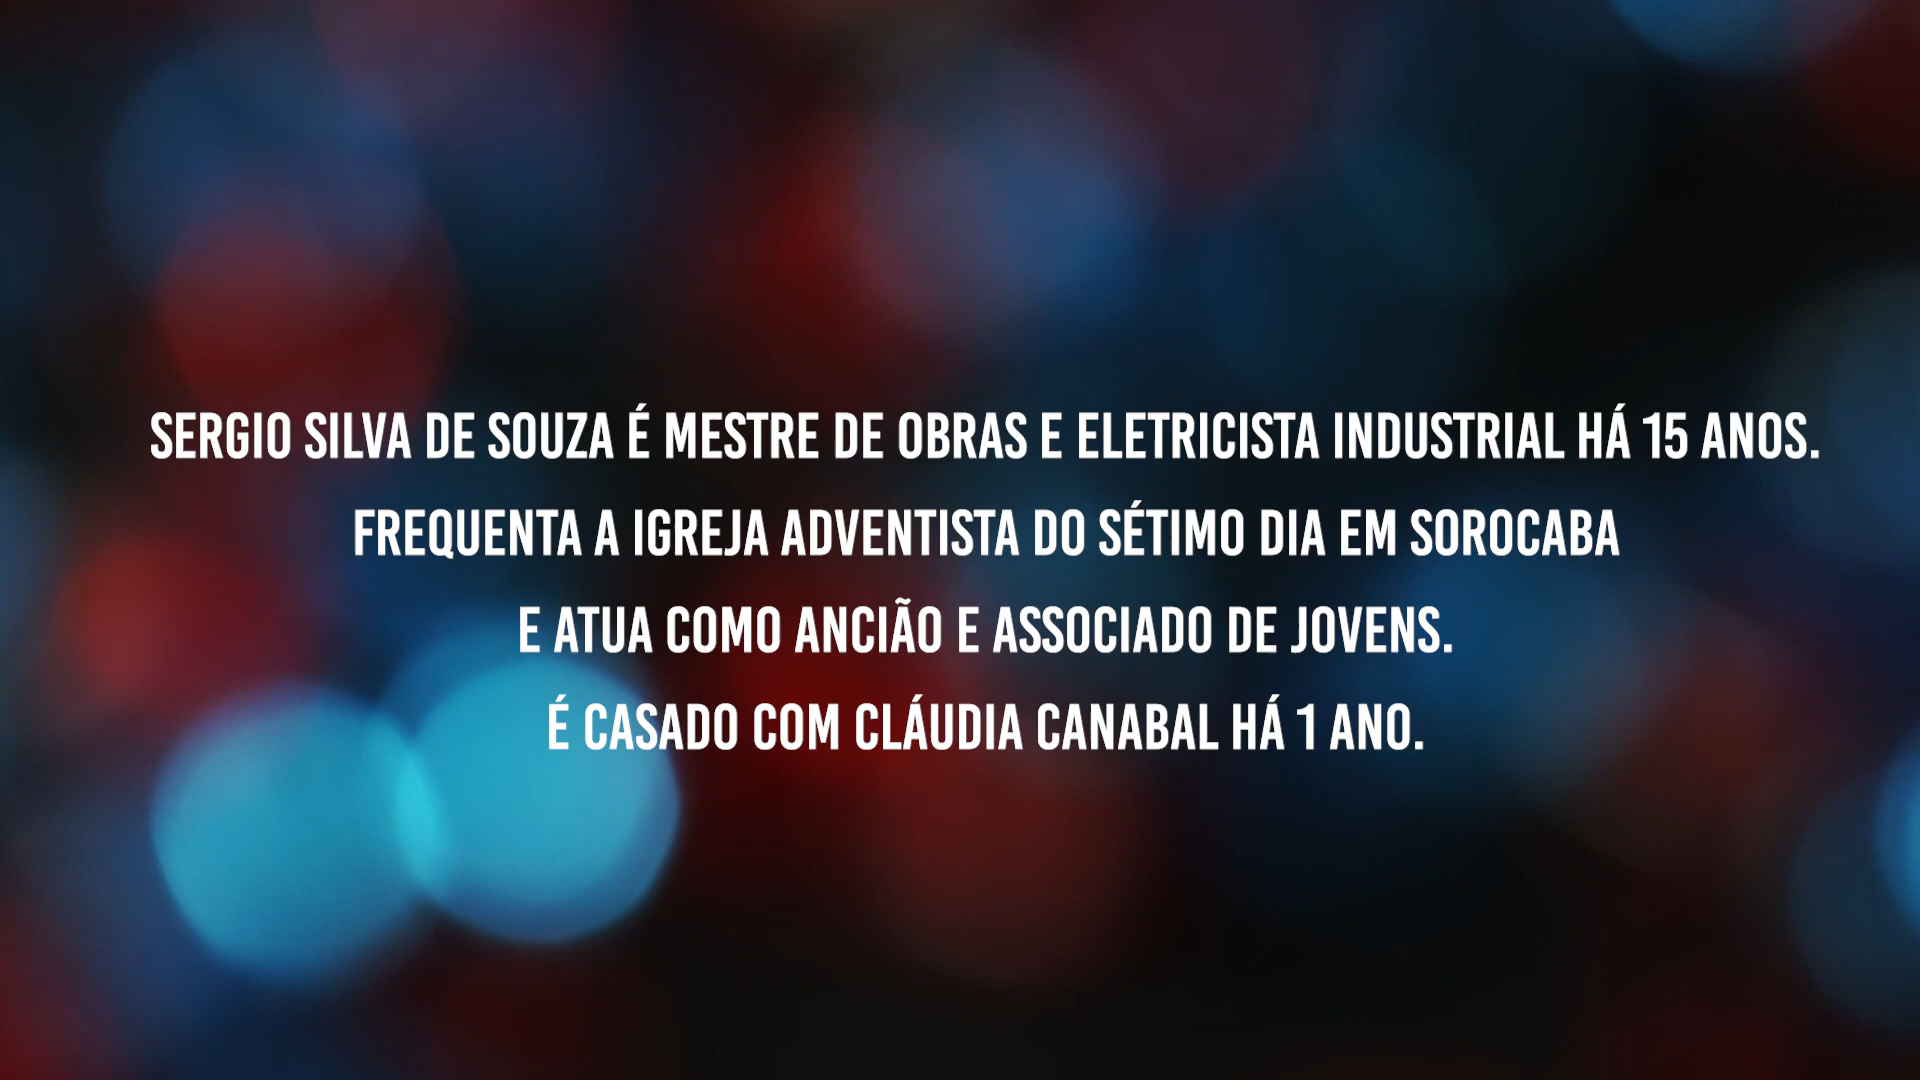 SERGIO SILVA DE SOUZA É MESTRE DE OBRAS E ELETRICISTA INDUSTRIAL HÁ 15 ANOS.
FREQUENTA A IGREJA ADVENTISTA DO SÉTIMO DIA EM SOROCABA
E ATUA COMO ANCIÃO E ASSOCIADO DE JOVENS.
É CASADO COM CLÁUDIA CANABAL HÁ 1 ANO.